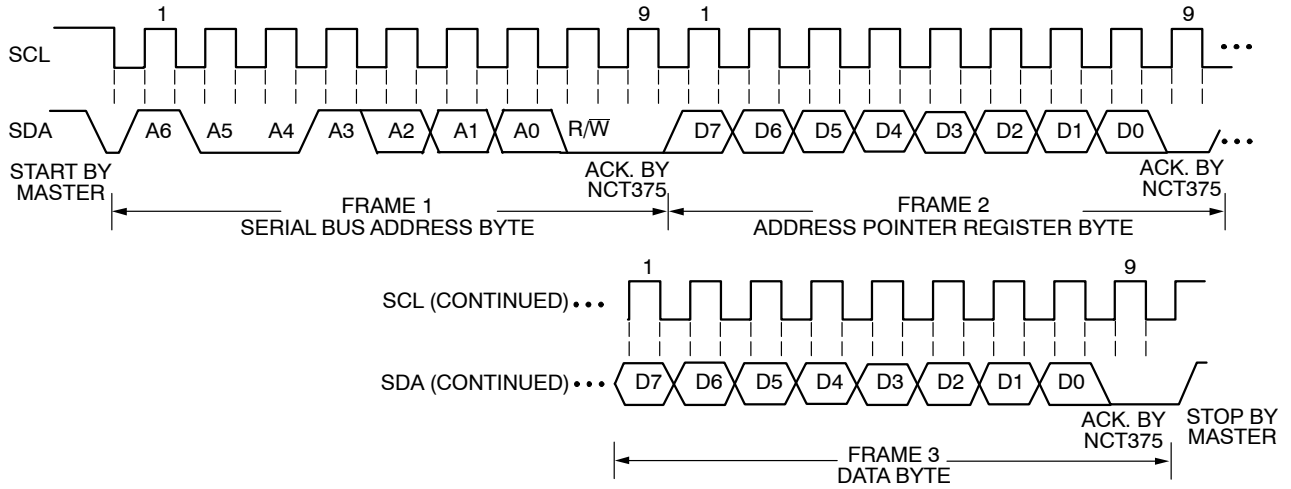 1 9 1 9
SCL •••
SDA A6 A5 A4 A3 A2 A1 A0 R/W̅ D7 D6 D5 D4 D3 D2 D1 D0 •••
START BY MASTER
ACK. BY NCT375
ACK. BY NCT375
FRAME 1
SERIAL BUS ADDRESS BYTE
FRAME 2
ADDRESS POINTER REGISTER BYTE
1 9
SCL (CONTINUED) •••
SDA (CONTINUED) ••• D7 D6 D5 D4 D3 D2 D1 D0
ACK. BY NCT375
STOP BY MASTER
FRAME 3
DATA BYTE